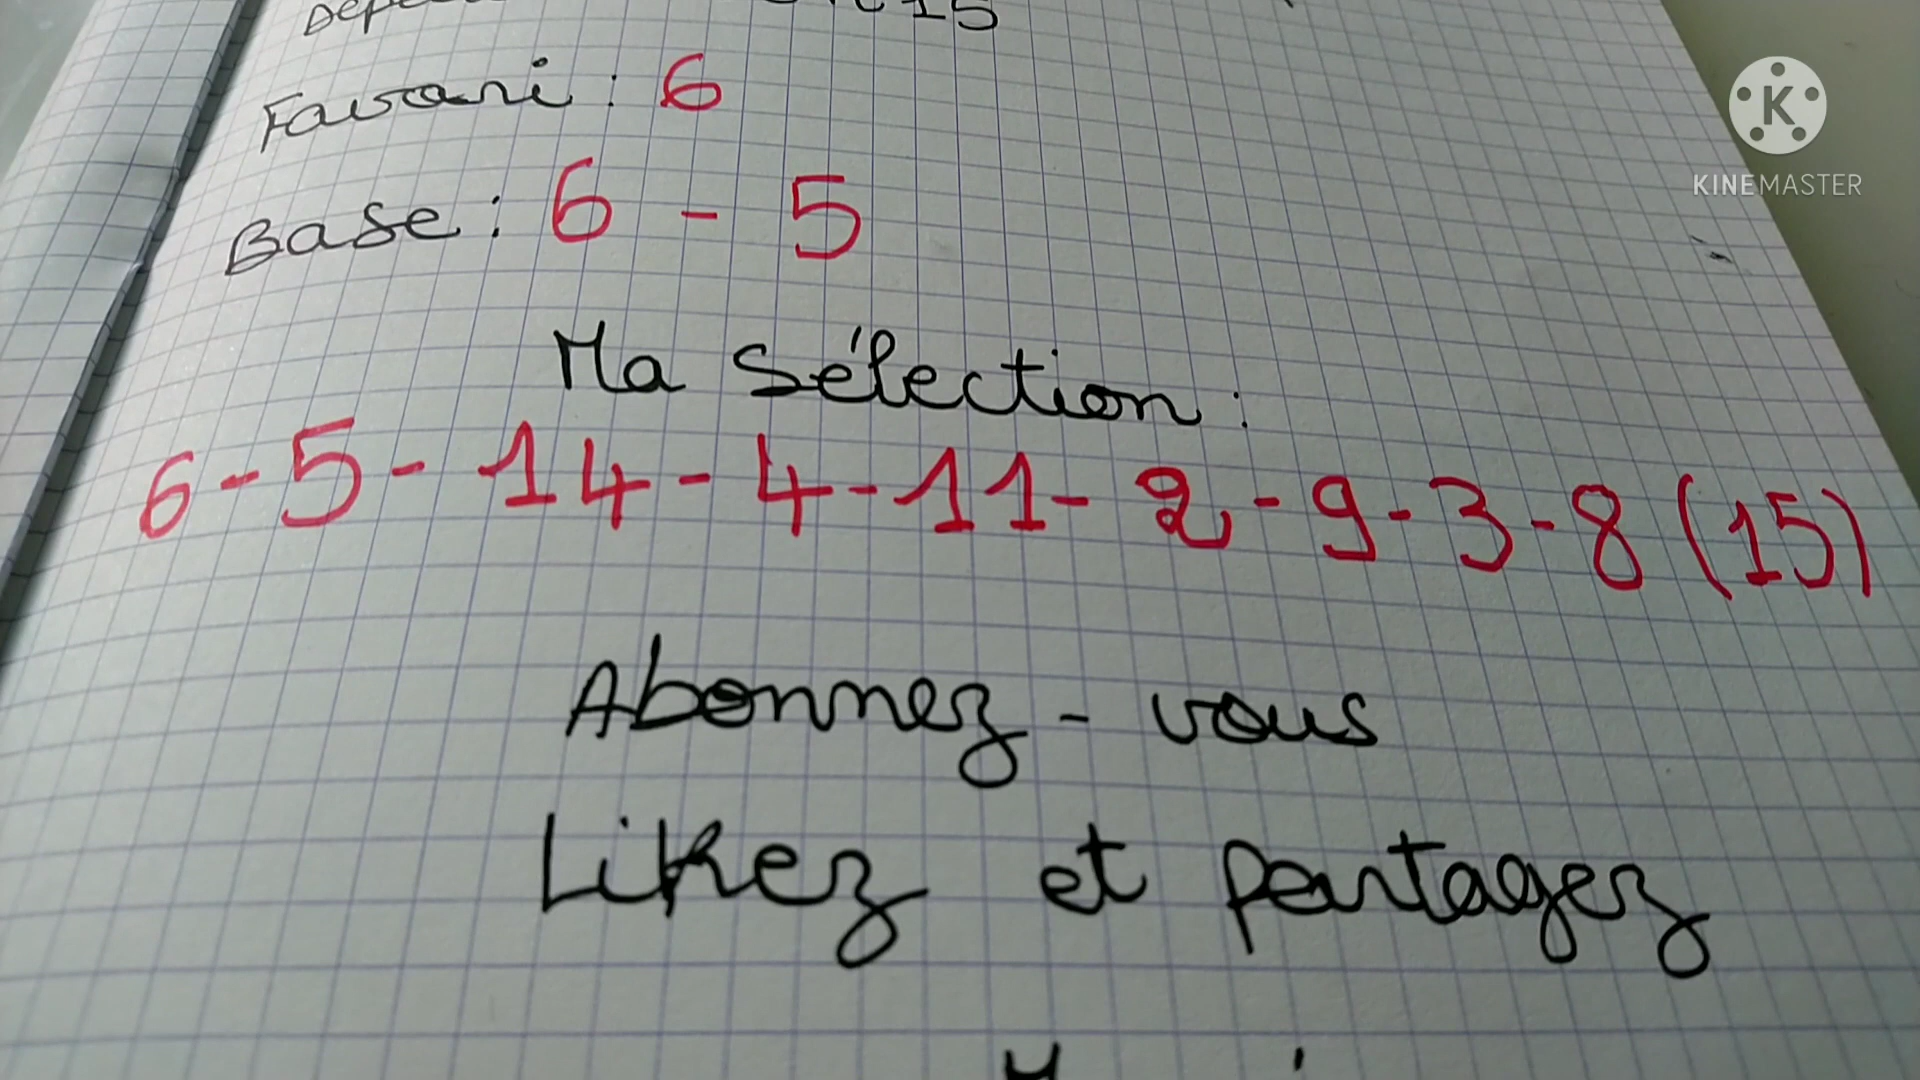 15
Favori : 6
Base : 6 - 5
Ma Sélection :
6 - 5 - 14 - 4 - 11 - 2 - 9 - 3 - 8 (15)
Abonnez - vous
Likez et partagez
KINEMASTER